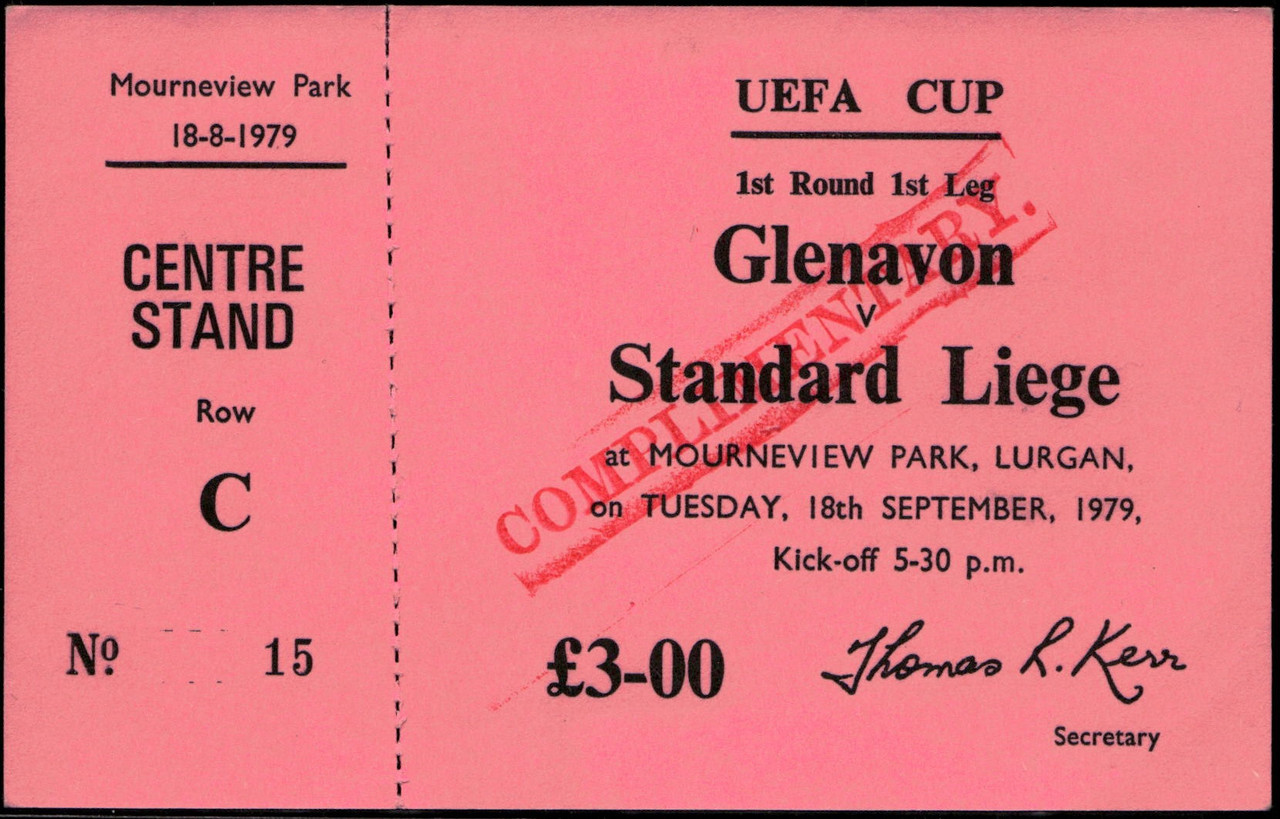 Mourneview Park
18-8-1979
CENTRE
STAND
Row
C
Nº 15
UEFA CUP
1st Round 1st Leg
Glenavon
v
Standard Liege
at MOURNEVIEW PARK, LURGAN,
on TUESDAY, 18th SEPTEMBER, 1979,
Kick-off 5-30 p.m.
COMPLIMENTARY.
£3-00
Thomas R. Kerr
Secretary